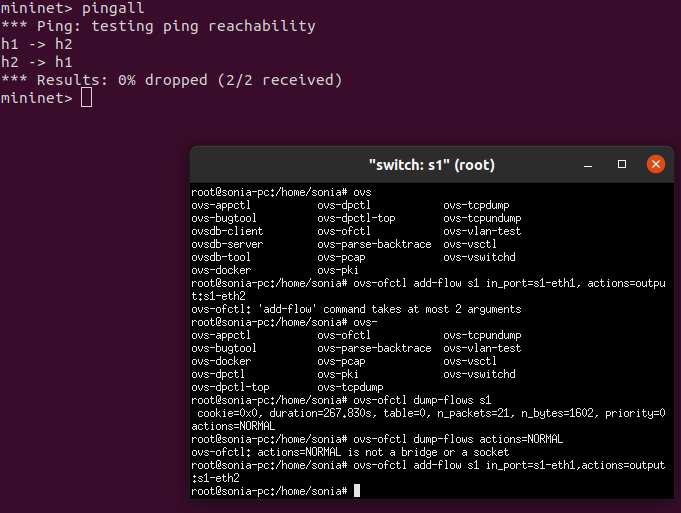 mininet> pingall
*** Ping: testing ping reachability
h1 -> h2
h2 -> h1
*** Results: 0% dropped (2/2 received)
mininet>
"switch: s1" (root)
root@sonia-pc:/home/sonia# ovs
ovs-appctl ovs-dpctl ovs-tcpdump
ovs-bugtool ovs-dpctl-top ovs-tcpundump
ovsdb-client ovs-ofctl ovs-vlan-test
ovsdb-server ovs-parse-backtrace ovs-vsctl
ovsdb-tool ovs-pcap ovs-vswitchd
ovs-docker ovs-pki
root@sonia-pc:/home/sonia# ovs-ofctl add-flow s1 in_port=s1-eth1, actions=outpu
t:s1-eth2
ovs-ofctl: 'add-flow' command takes at most 2 arguments
root@sonia-pc:/home/sonia# ovs-
ovs-appctl ovs-ofctl ovs-tcpundump
ovs-bugtool ovs-parse-backtrace ovs-vlan-test
ovs-docker ovs-pcap ovs-vsctl
ovs-dpctl ovs-pki ovs-vswitchd
ovs-dpctl-top ovs-tcpdump
root@sonia-pc:/home/sonia# ovs-ofctl dump-flows s1
cookie=0x0, duration=267.830s, table=0, n_packets=21, n_bytes=1602, priority=0
actions=NORMAL
root@sonia-pc:/home/sonia# ovs-ofctl dump-flows actions=NORMAL
ovs-ofctl: actions=NORMAL is not a bridge or a socket
root@sonia-pc:/home/sonia# ovs-ofctl add-flow s1 in_port=s1-eth1,actions=output
:s1-eth2
root@sonia-pc:/home/sonia#